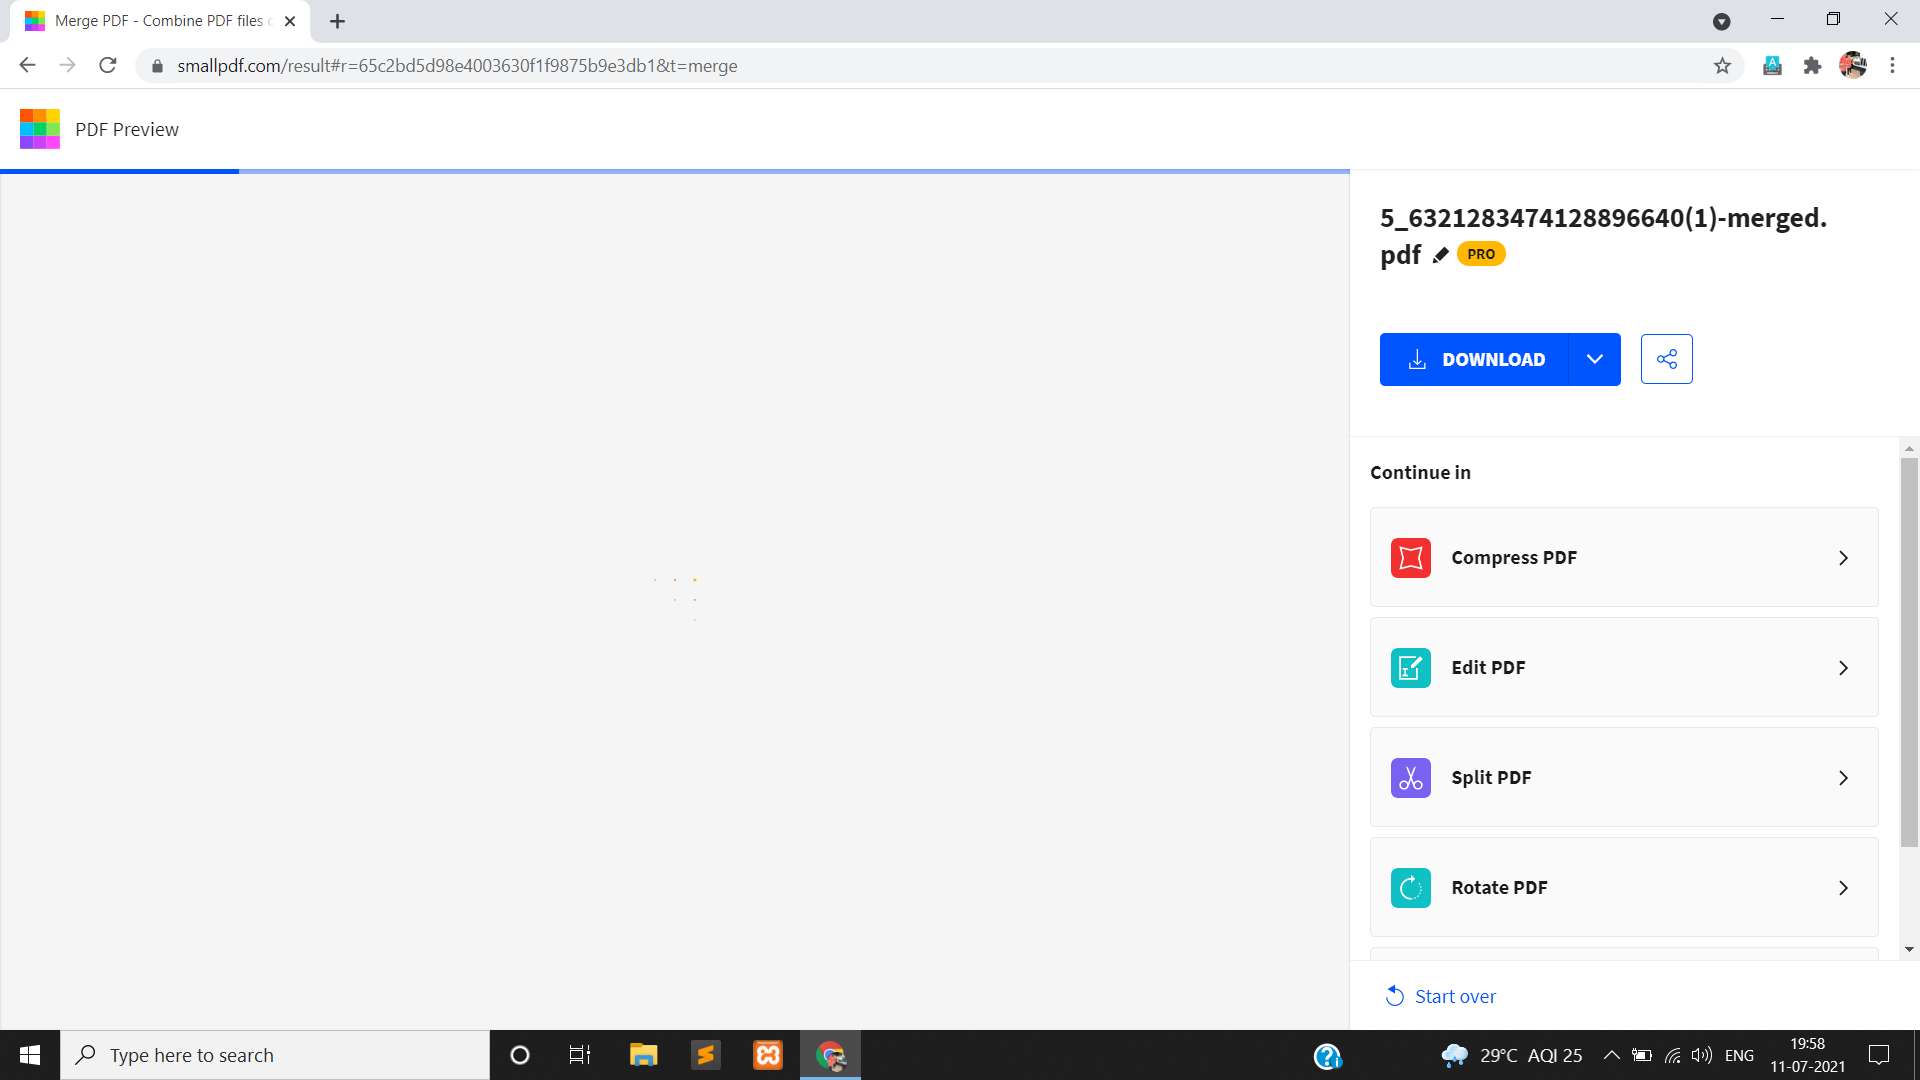 Merge PDF - Combine PDF files
smallpdf.com/result#r=65c2bd5d98e4003630f1f9875b9e3db1&t=merge
PDF Preview
5_6321283474128896640(1)-merged.
pdf PRO
DOWNLOAD
Continue in
Compress PDF
Edit PDF
Split PDF
Rotate PDF
Start over
Type here to search
29°C AQI 25
ENG
19:58
11-07-2021